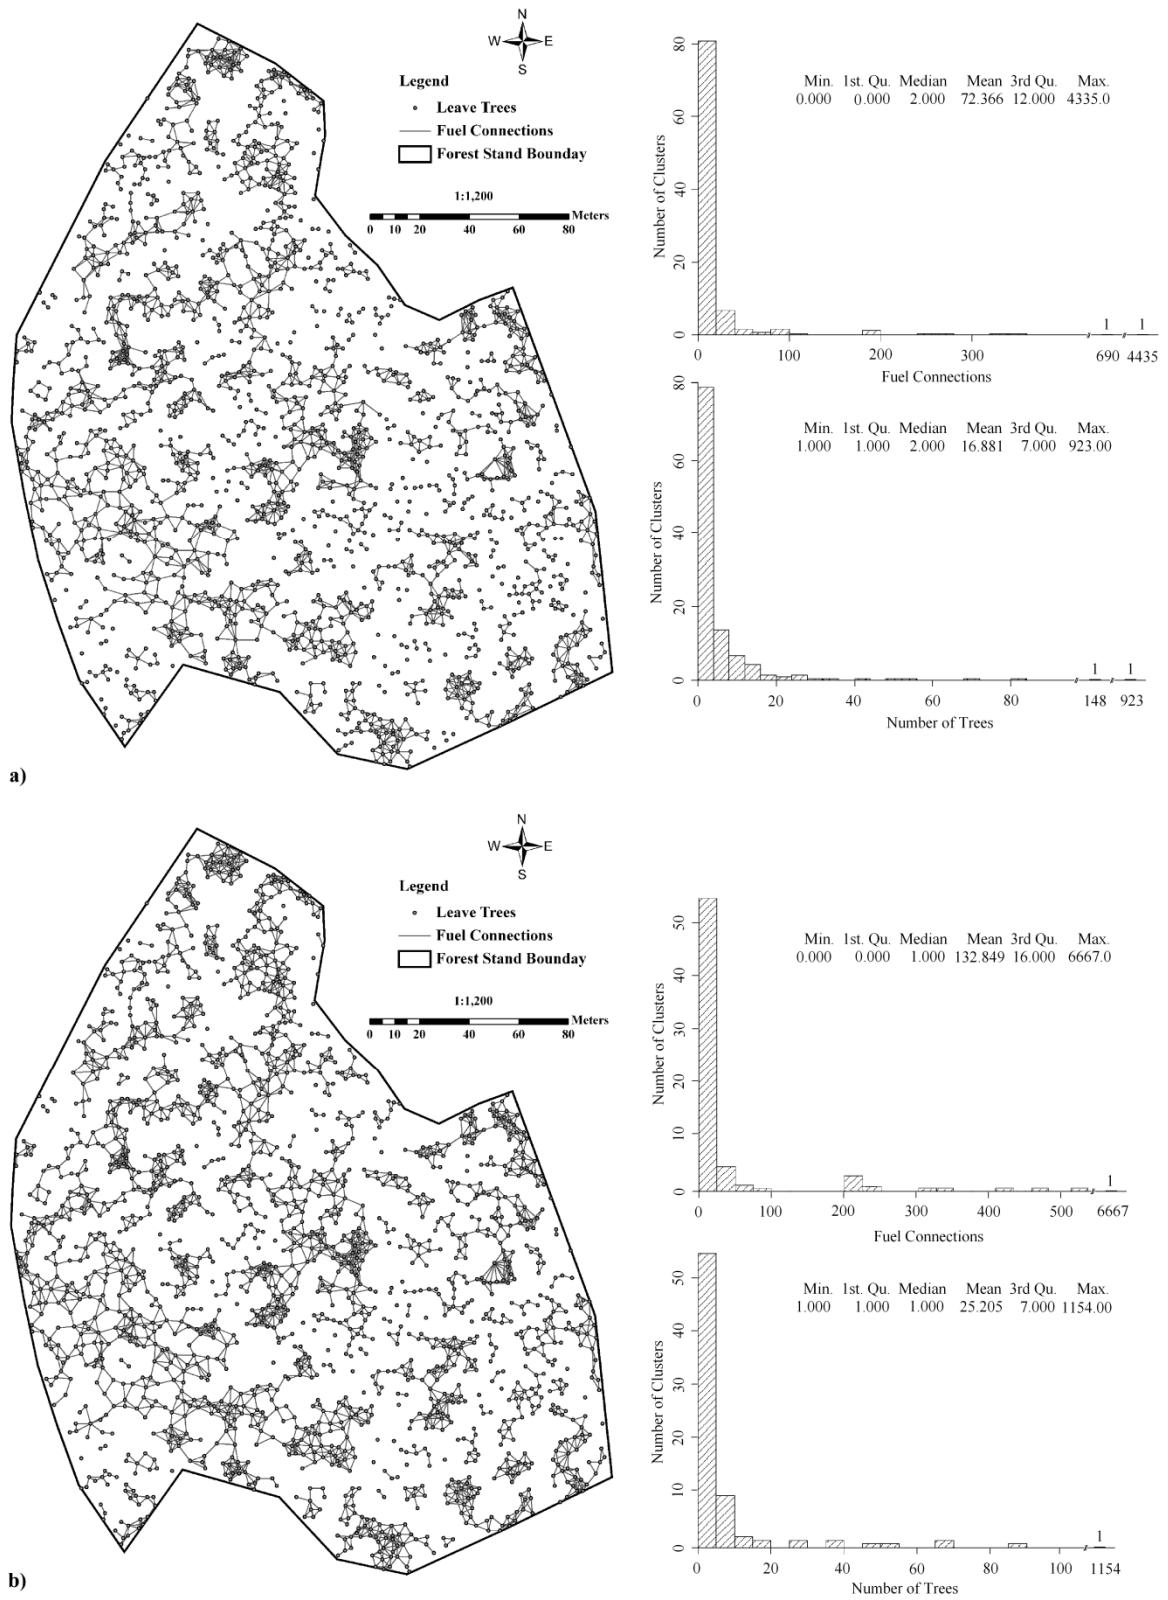 N
W E
S
Legend
Leave Trees
Fuel Connections
Forest Stand Bounday
1:1,200
Meters
0 10 20 40 60 80
Number of Clusters
80
60
40
20
0
Min. 1st. Qu. Median Mean 3rd Qu. Max.
0.000 0.000 2.000 72.366 12.000 4335.0
1 1
0 100 200 300 690 4435
Fuel Connections
Number of Clusters
80
60
40
20
0
Min. 1st. Qu. Median Mean 3rd Qu. Max.
1.000 1.000 2.000 16.881 7.000 923.00
1 1
0 20 40 60 80 148 923
Number of Trees
a)
N
W E
S
Legend
Leave Trees
Fuel Connections
Forest Stand Bounday
1:1,200
Meters
0 10 20 40 60 80
Number of Clusters
50
40
30
20
10
0
Min. 1st. Qu. Median Mean 3rd Qu. Max.
0.000 0.000 1.000 132.849 16.000 6667.0
1
0 100 200 300 400 500 6667
Fuel Connections
Number of Clusters
50
40
30
20
10
0
Min. 1st. Qu. Median Mean 3rd Qu. Max.
1.000 1.000 1.000 25.205 7.000 1154.00
1
0 20 40 60 80 100 1154
Number of Trees
b)